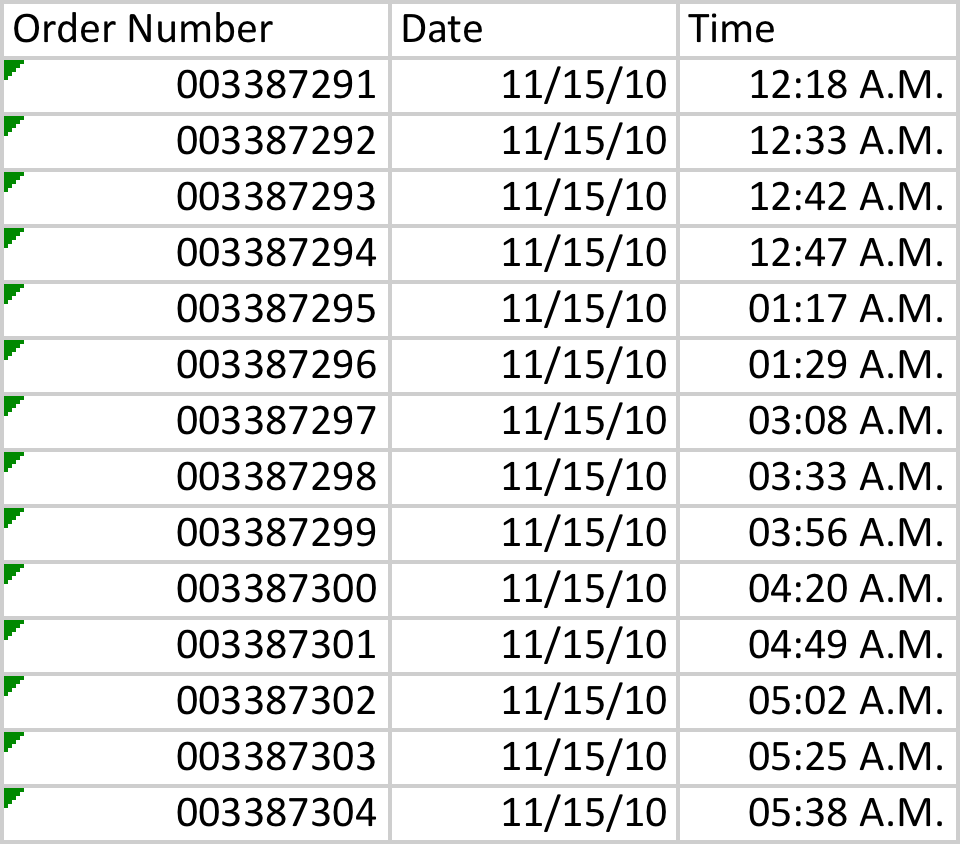 Order Number Date Time
003387291 11/15/10 12:18 A.M.
003387292 11/15/10 12:33 A.M.
003387293 11/15/10 12:42 A.M.
003387294 11/15/10 12:47 A.M.
003387295 11/15/10 01:17 A.M.
003387296 11/15/10 01:29 A.M.
003387297 11/15/10 03:08 A.M.
003387298 11/15/10 03:33 A.M.
003387299 11/15/10 03:56 A.M.
003387300 11/15/10 04:20 A.M.
003387301 11/15/10 04:49 A.M.
003387302 11/15/10 05:02 A.M.
003387303 11/15/10 05:25 A.M.
003387304 11/15/10 05:38 A.M.